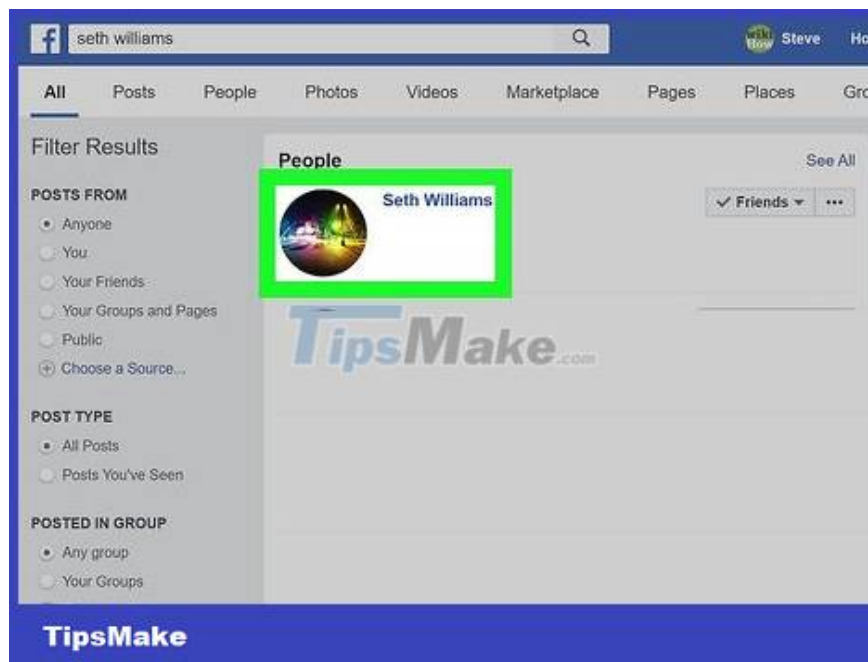 f seth williams Steve Ho
All Posts People Photos Videos Marketplace Pages Places Gro
Filter Results
POSTS FROM
Anyone
You
Your Friends
Your Groups and Pages
Public
Choose a Source...
POST TYPE
All Posts
Posts You've Seen
POSTED IN GROUP
Any group
Your Groups
People See All
Seth Williams Friends
TipsMake.com
TipsMake